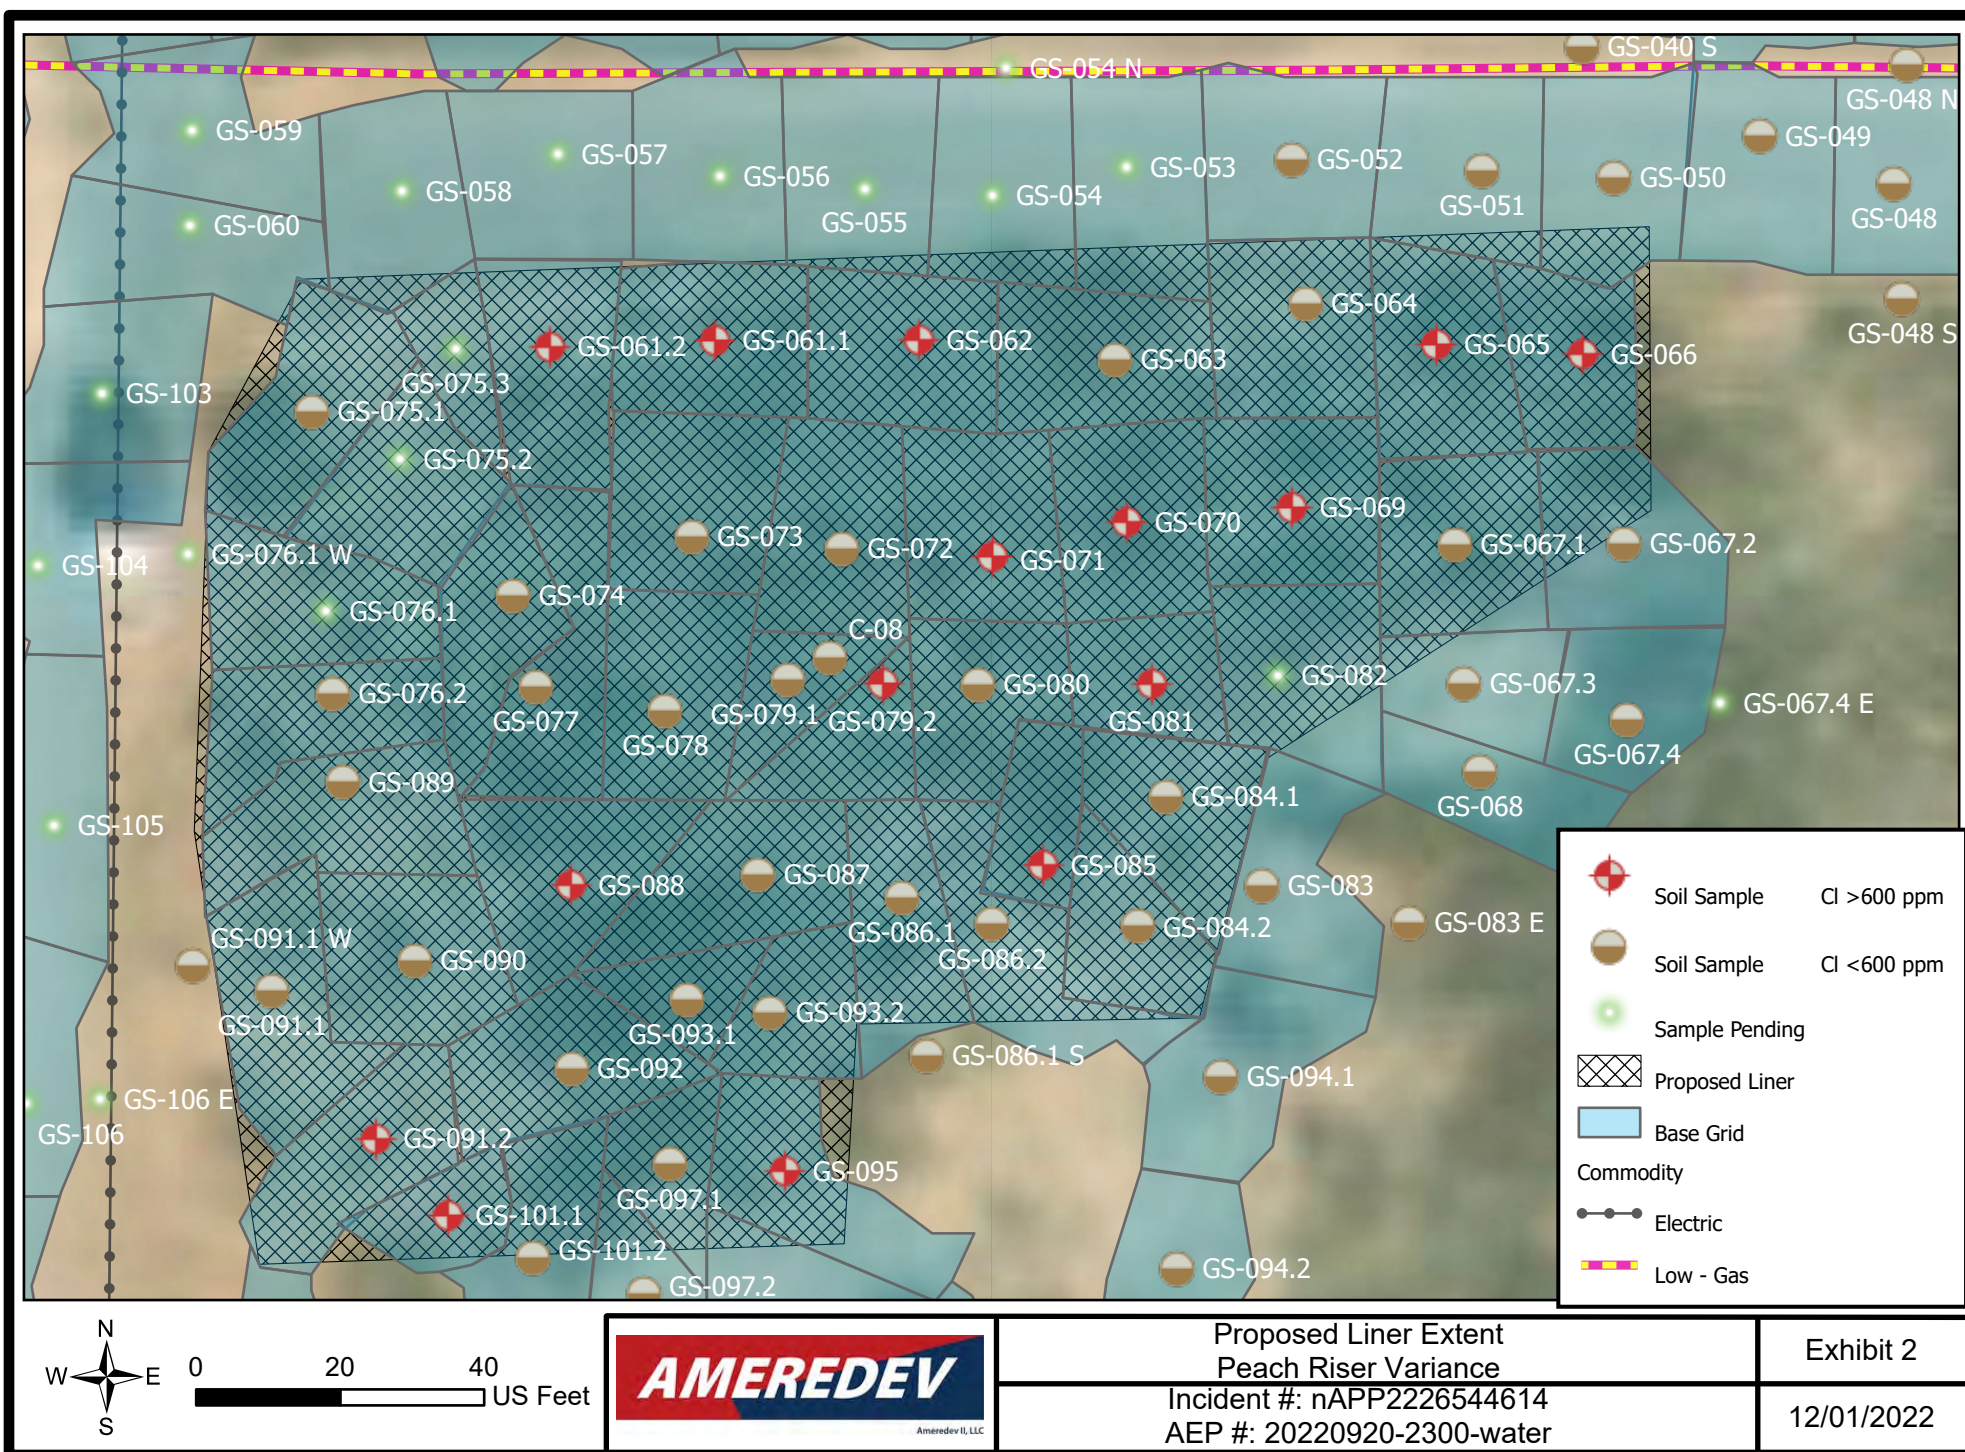 GS-040 S
GS-054 N
GS-048 N
GS-059
GS-057
GS-056
GS-053
GS-052
GS-049
GS-058
GS-055
GS-054
GS-051
GS-050
GS-048
GS-060
GS-064
GS-048 S
GS-061.2
GS-061.1
GS-062
GS-063
GS-065
GS-066
GS-075.3
GS-103
GS-075.1
GS-075.2
GS-070
GS-069
GS-073
GS-072
GS-071
GS-067.1
GS-067.2
GS-076.1 W
GS-104
GS-074
GS-076.1
C-08
GS-076.2
GS-077
GS-078
GS-079.1
GS-079.2
GS-080
GS-081
GS-082
GS-067.3
GS-067.4 E
GS-067.4
GS-089
GS-084.1
GS-068
GS-105
GS-088
GS-087
GS-085
GS-083
GS-086.1
GS-084.2
GS-083 E
GS-091.1 W
GS-090
GS-086.2
GS-091.1
GS-093.1
GS-093.2
GS-092
GS-086.1 S
GS-094.1
GS-106 E
GS-106
GS-091.2
GS-097.1
GS-095
GS-101.1
GS-101.2
GS-097.2
GS-094.2
Soil Sample Cl >600 ppm
Soil Sample Cl <600 ppm
Sample Pending
Proposed Liner
Base Grid
Commodity
Electric
Low - Gas
N
W E
S
0 20 40
US Feet
AMEREDEV
Ameredev II, LLC
Proposed Liner Extent
Peach Riser Variance
Incident #: nAPP2226544614
AEP #: 20220920-2300-water
Exhibit 2
12/01/2022